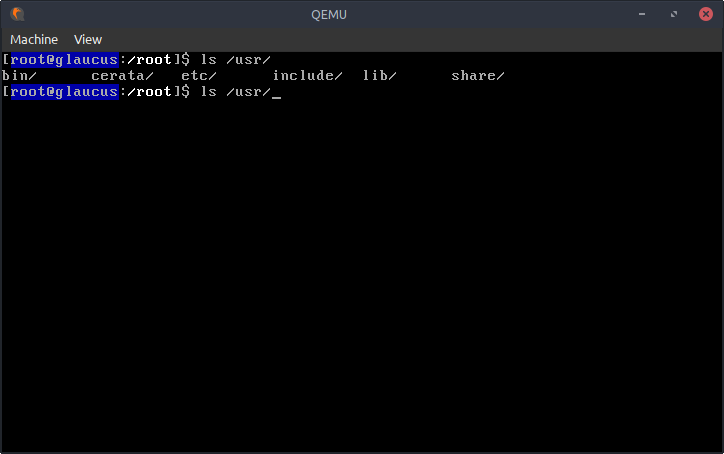 QEMU
Machine View
[root@glaucus:/root]$ ls /usr/
bin/ cerata/ etc/ include/ lib/ share/
[root@glaucus:/root]$ ls /usr/_